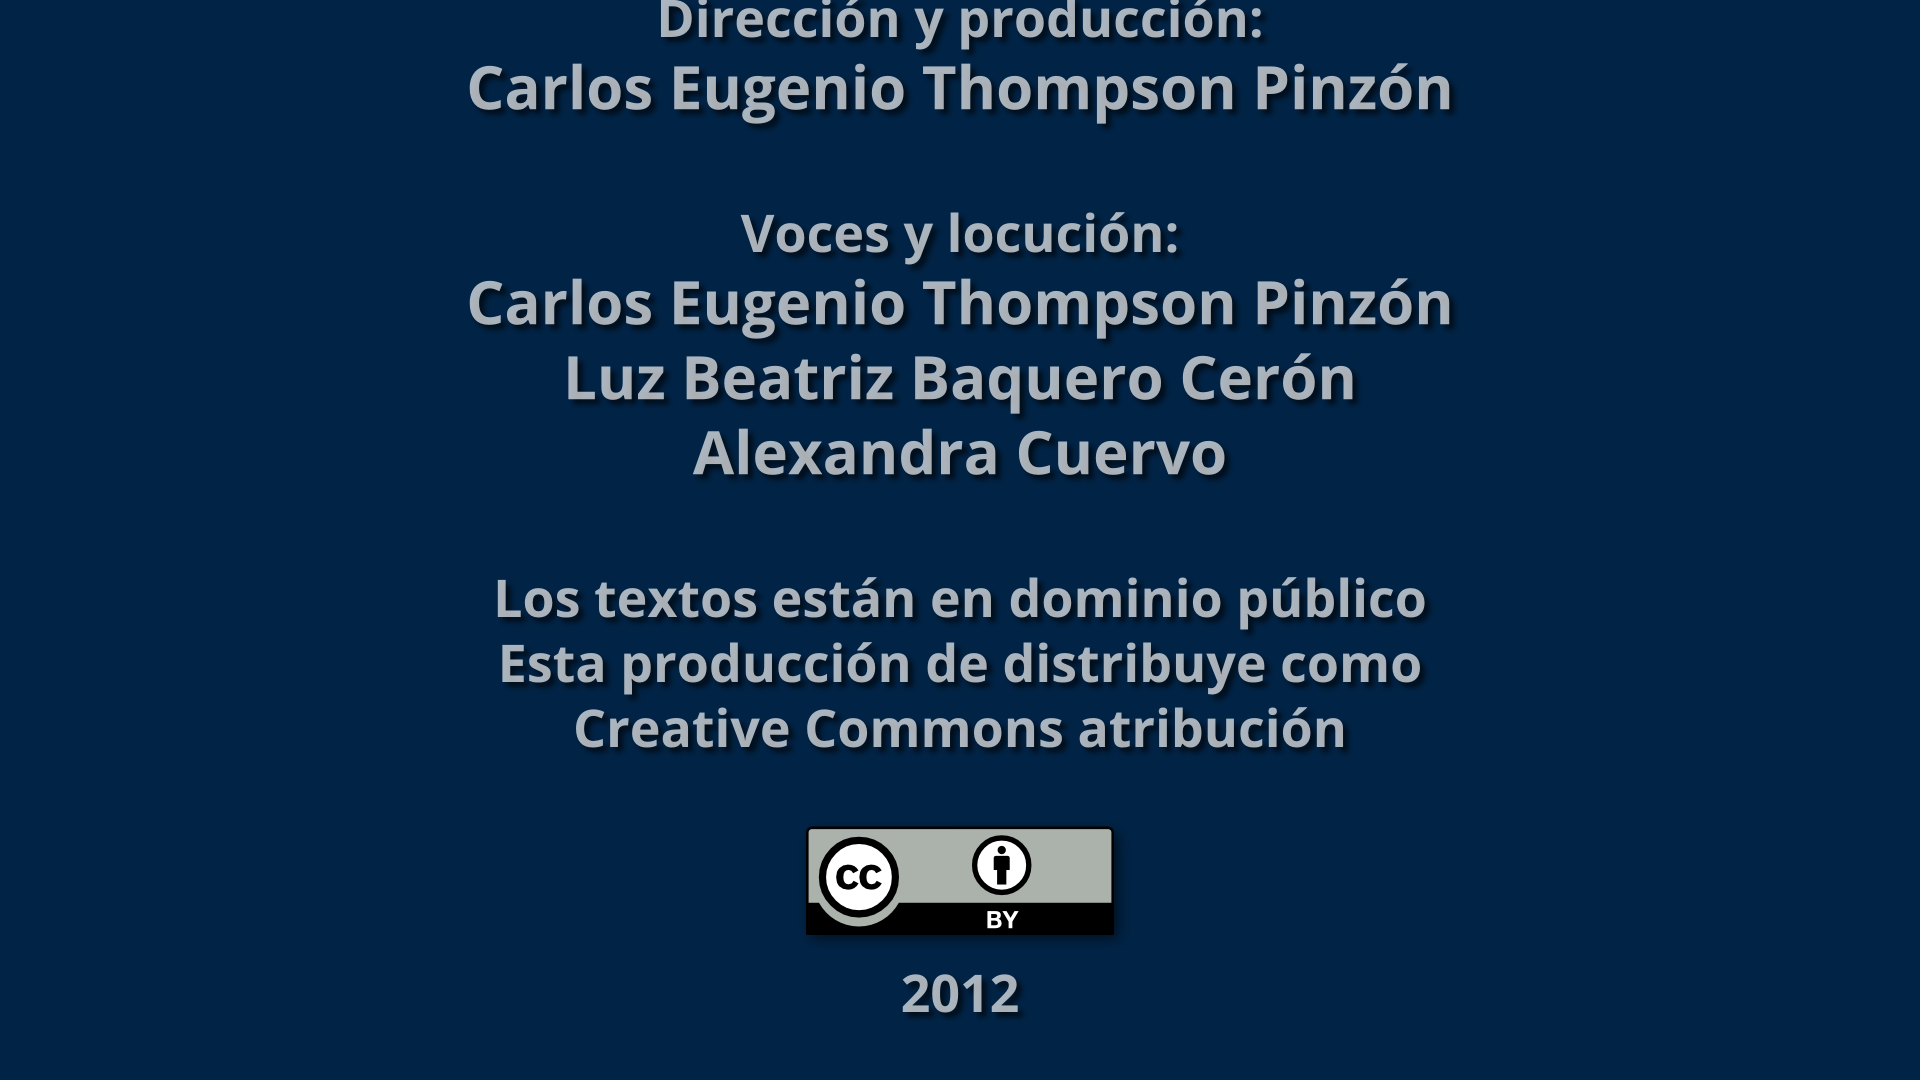 Dirección y producción:
Carlos Eugenio Thompson Pinzón
Voces y locución:
Carlos Eugenio Thompson Pinzón
Luz Beatriz Baquero Cerón
Alexandra Cuervo
Los textos están en dominio público
Esta producción de distribuye como
Creative Commons atribución
cc
BY
2012